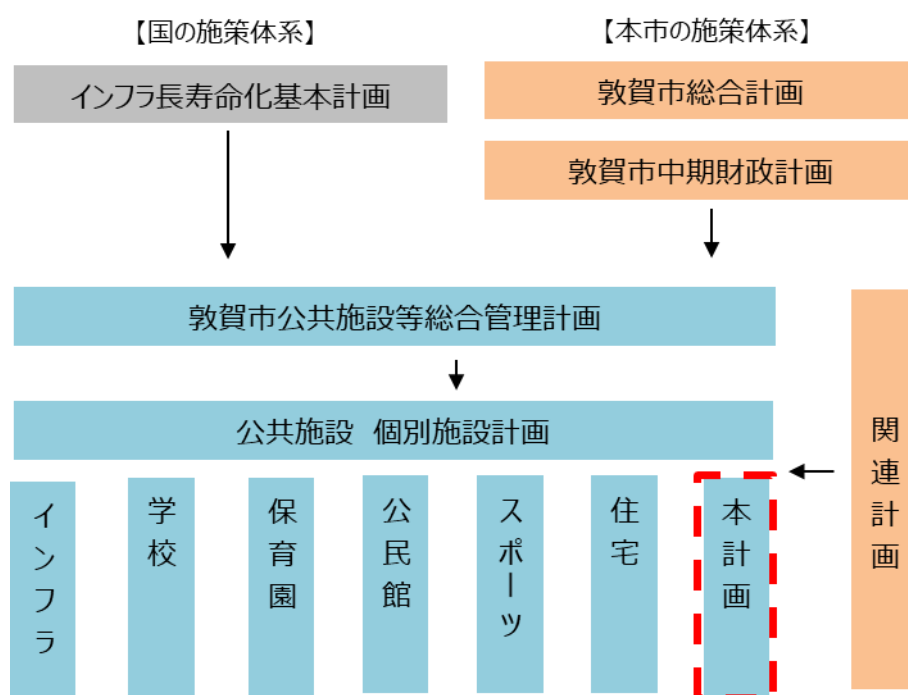 【国の施策体系】
【本市の施策体系】
インフラ長寿命化基本計画
敦賀市総合計画
敦賀市中期財政計画
敦賀市公共施設等総合管理計画
公共施設 個別施設計画
インフラ
学校
保育園
公民館
スポーツ
住宅
本計画
関連計画